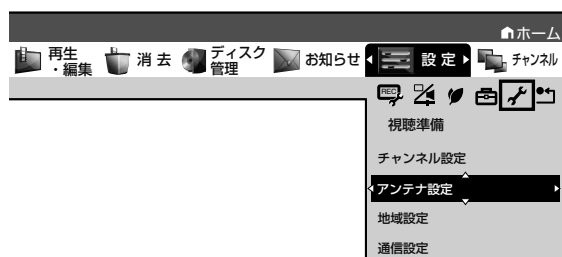 ホーム
再生・編集
消去
ディスク管理
お知らせ
設定
チャンネル
REC
視聴準備
チャンネル設定
アンテナ設定
地域設定
通信設定